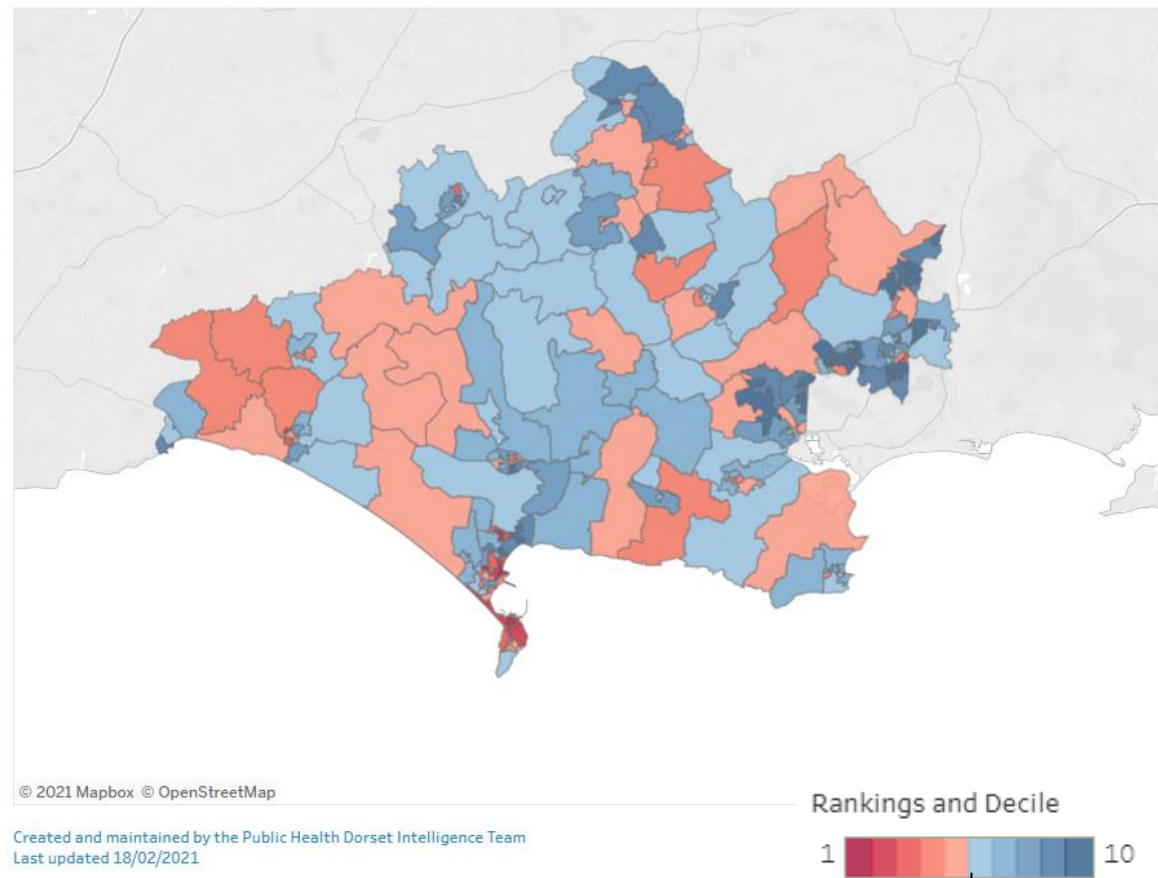 © 2021 Mapbox © OpenStreetMap
Rankings and Decile
Created and maintained by the Public Health Dorset Intelligence Team
Last updated 18/02/2021
1 10